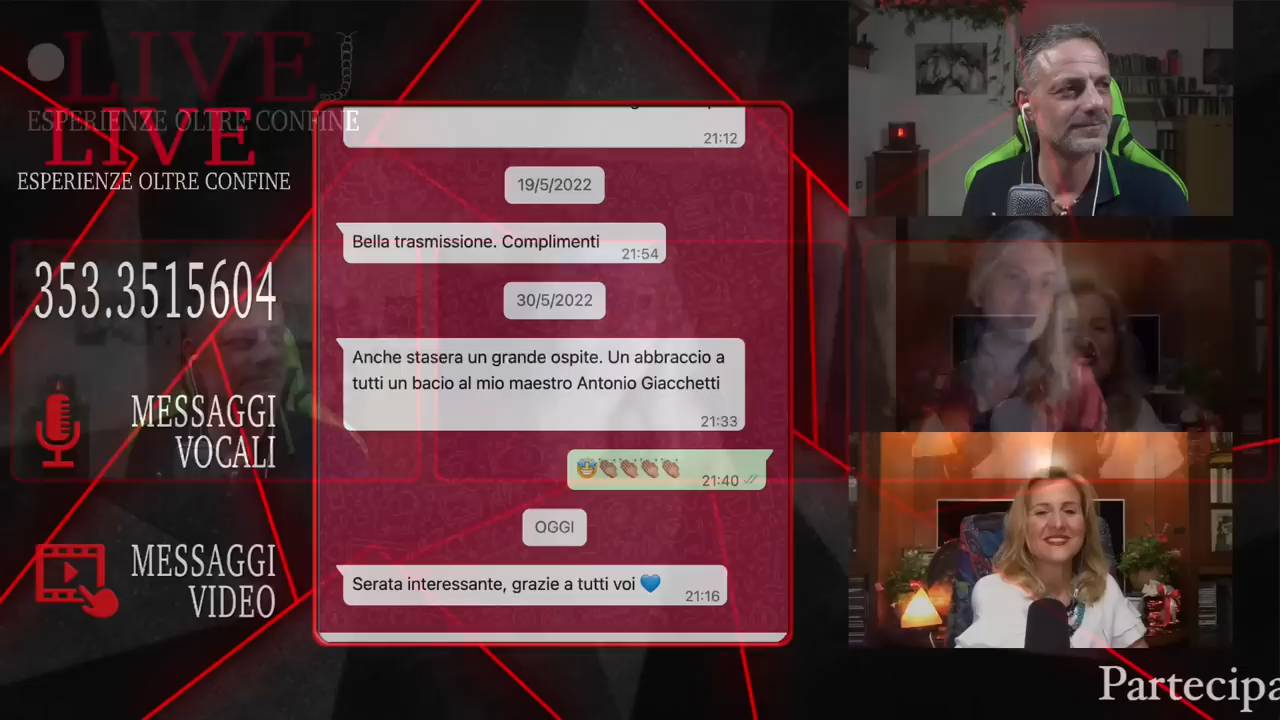 LIVE
ESPERIENZE OLTRE CONFINE
LIVE
ESPERIENZE OLTRE CONFINE
353.3515604
MESSAGGI
VOCALI
MESSAGGI
VIDEO
21:12
19/5/2022
Bella trasmissione. Complimenti
21:54
30/5/2022
Anche stasera un grande ospite. Un abbraccio a
tutti un bacio al mio maestro Antonio Giacchetti
21:33
🤩👏👏👏👏
21:40
OGGI
Serata interessante, grazie a tutti voi 💙
21:16
Partecipa